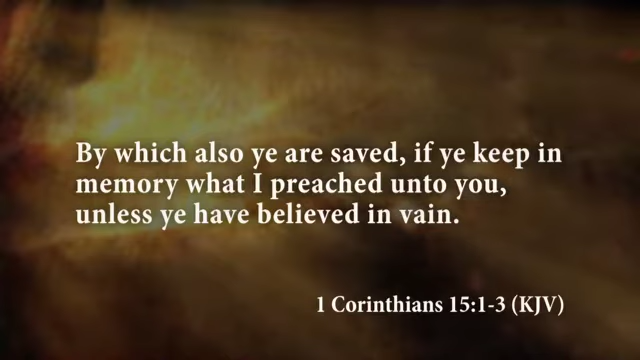 By which also ye are saved, if ye keep in
memory what I preached unto you,
unless ye have believed in vain.
1 Corinthians 15:1-3 (KJV)